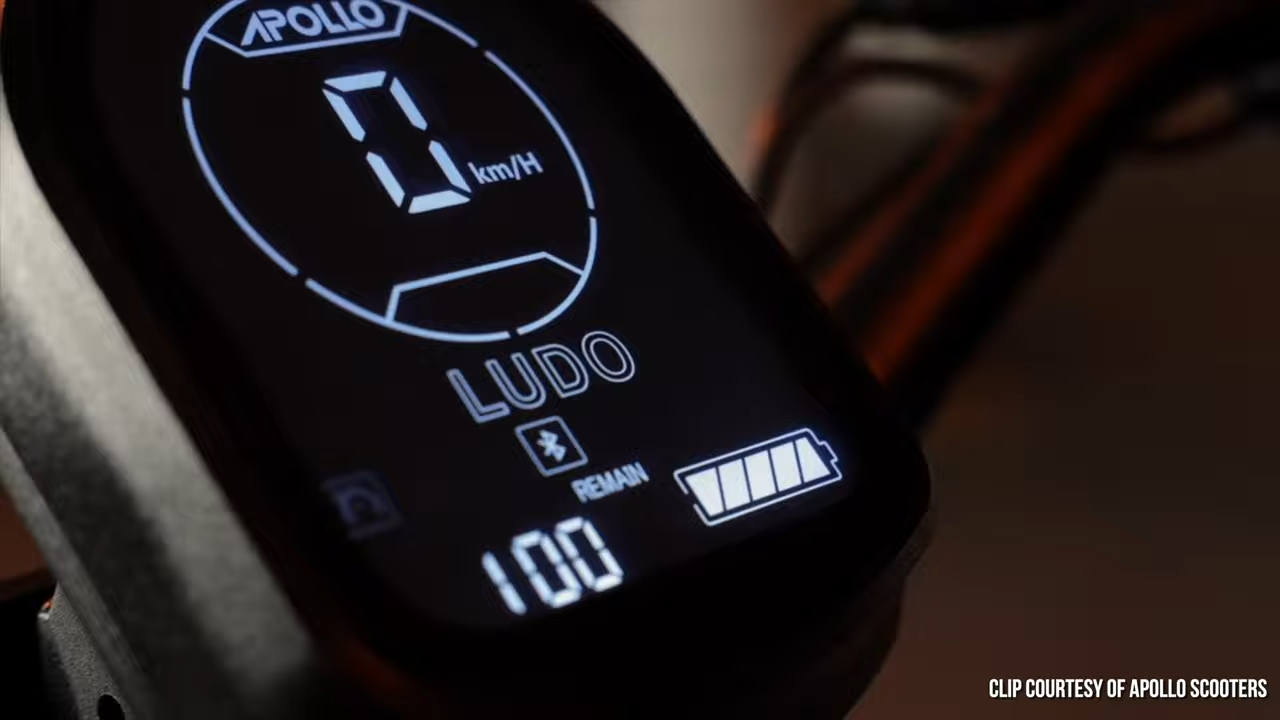 APOLLO
0 km/H
LUDO
REMAIN
100
CLIP COURTESY OF APOLLO SCOOTERS